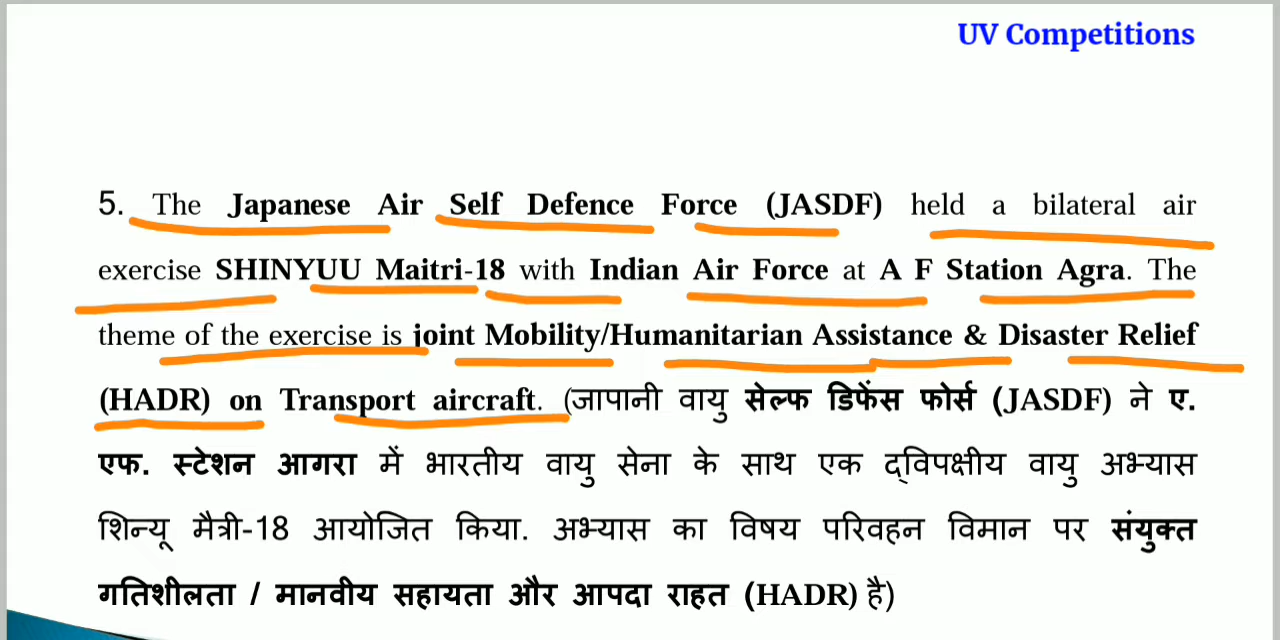 UV Competitions
5. The Japanese Air Self Defence Force (JASDF) held a bilateral air
exercise SHINYUU Maitri-18 with Indian Air Force at A F Station Agra. The
theme of the exercise is joint Mobility/Humanitarian Assistance & Disaster Relief
(HADR) on Transport aircraft. (जापानी वायु सेल्फ डिफेंस फोर्स (JASDF) ने ए.
एफ. स्टेशन आगरा में भारतीय वायु सेना के साथ एक द्विपक्षीय वायु अभ्यास
शिन्यू मैत्री-18 आयोजित किया. अभ्यास का विषय परिवहन विमान पर संयुक्त
गतिशीलता / मानवीय सहायता और आपदा राहत (HADR) है)